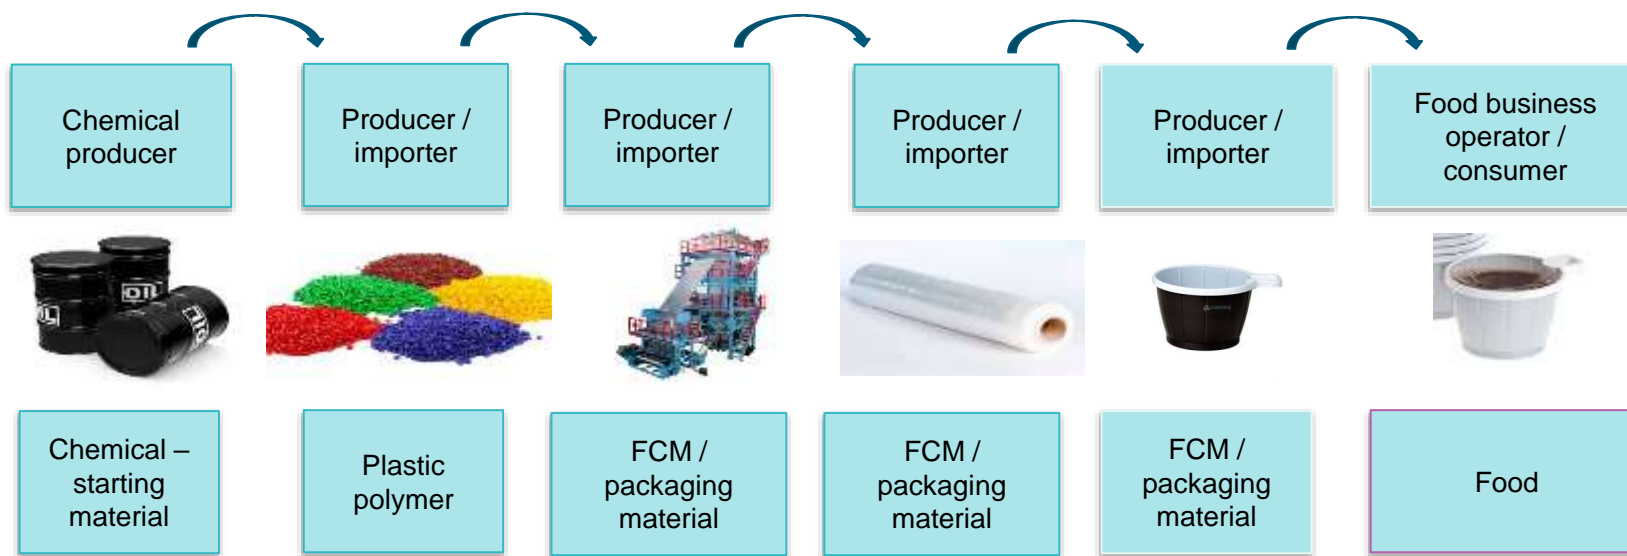 Chemical
producer
Producer /
importer
Producer /
importer
Producer /
importer
Producer /
importer
Food business
operator /
consumer
OIL
OIL
OIL
Chemical –
starting
material
Plastic
polymer
FCM /
packaging
material
FCM /
packaging
material
FCM /
packaging
material
Food